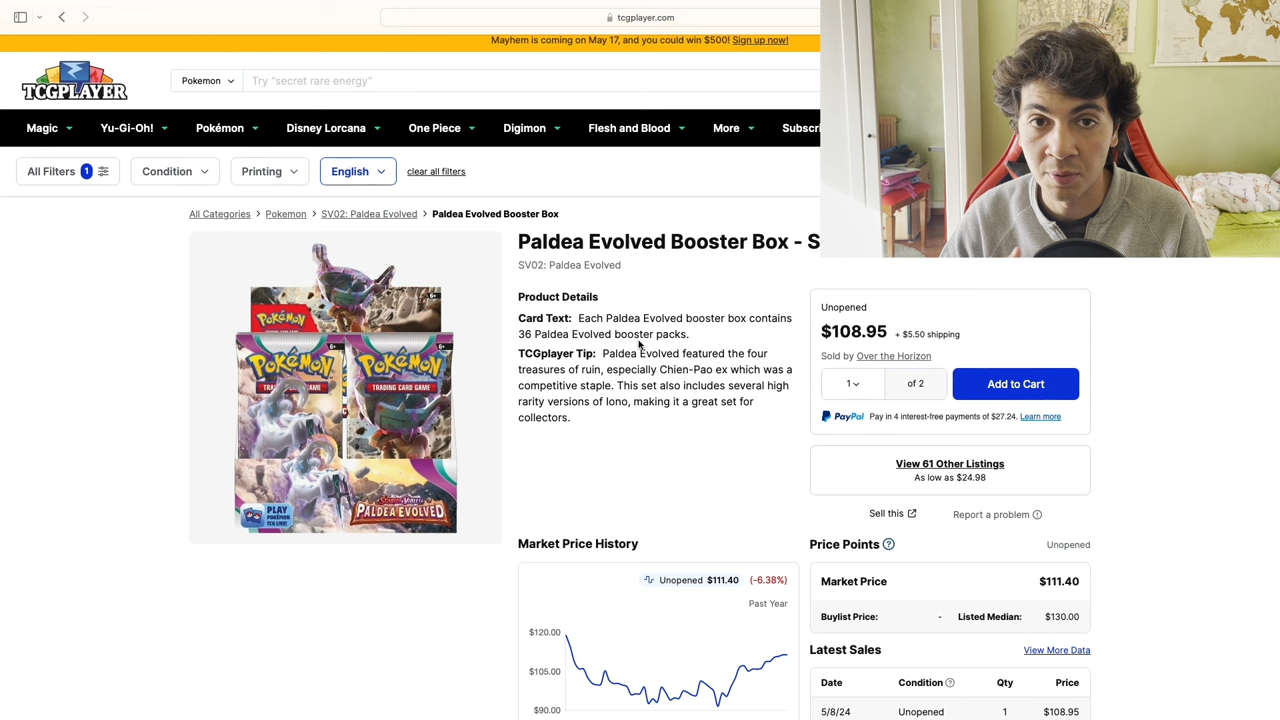 tcgplayer.com
Mayhem is coming on May 17, and you could win $500! Sign up now!
TCGPLAYER
Pokemon
Try “secret rare energy”
Magic
Yu-Gi-Oh!
Pokémon
Disney Lorcana
One Piece
Digimon
Flesh and Blood
More
Subscri
All Filters 1
Condition
Printing
English
clear all filters
All Categories > Pokemon > SV02: Paldea Evolved > Paldea Evolved Booster Box
Paldea Evolved Booster Box - S
SV02: Paldea Evolved
Product Details
Card Text: Each Paldea Evolved booster box contains
36 Paldea Evolved booster packs.
TCGplayer Tip: Paldea Evolved featured the four
treasures of ruin, especially Chien-Pao ex which was a
competitive staple. This set also includes several high
rarity versions of Iono, making it a great set for
collectors.
6+
POKÉMON
6+
6+
POKÉMON
POKÉMON
TRADING CARD GAME
TRADING CARD GAME
PLAY
POKÉMON
TCG LIVE!
SCARLET & VIOLET
PALDEA EVOLVED
Unopened
$108.95 + $5.50 shipping
Sold by Over the Horizon
1
of 2
Add to Cart
PayPal Pay in 4 interest-free payments of $27.24. Learn more
View 61 Other Listings
As low as $24.98
Sell this
Report a problem
Market Price History
Unopened $111.40 (-6.38%)
Past Year
$120.00
$105.00
$90.00
Price Points
Unopened
Market Price $111.40
Buylist Price: - Listed Median: $130.00
Latest Sales
View More Data
Date Condition Qty Price
5/8/24 Unopened 1 $108.95